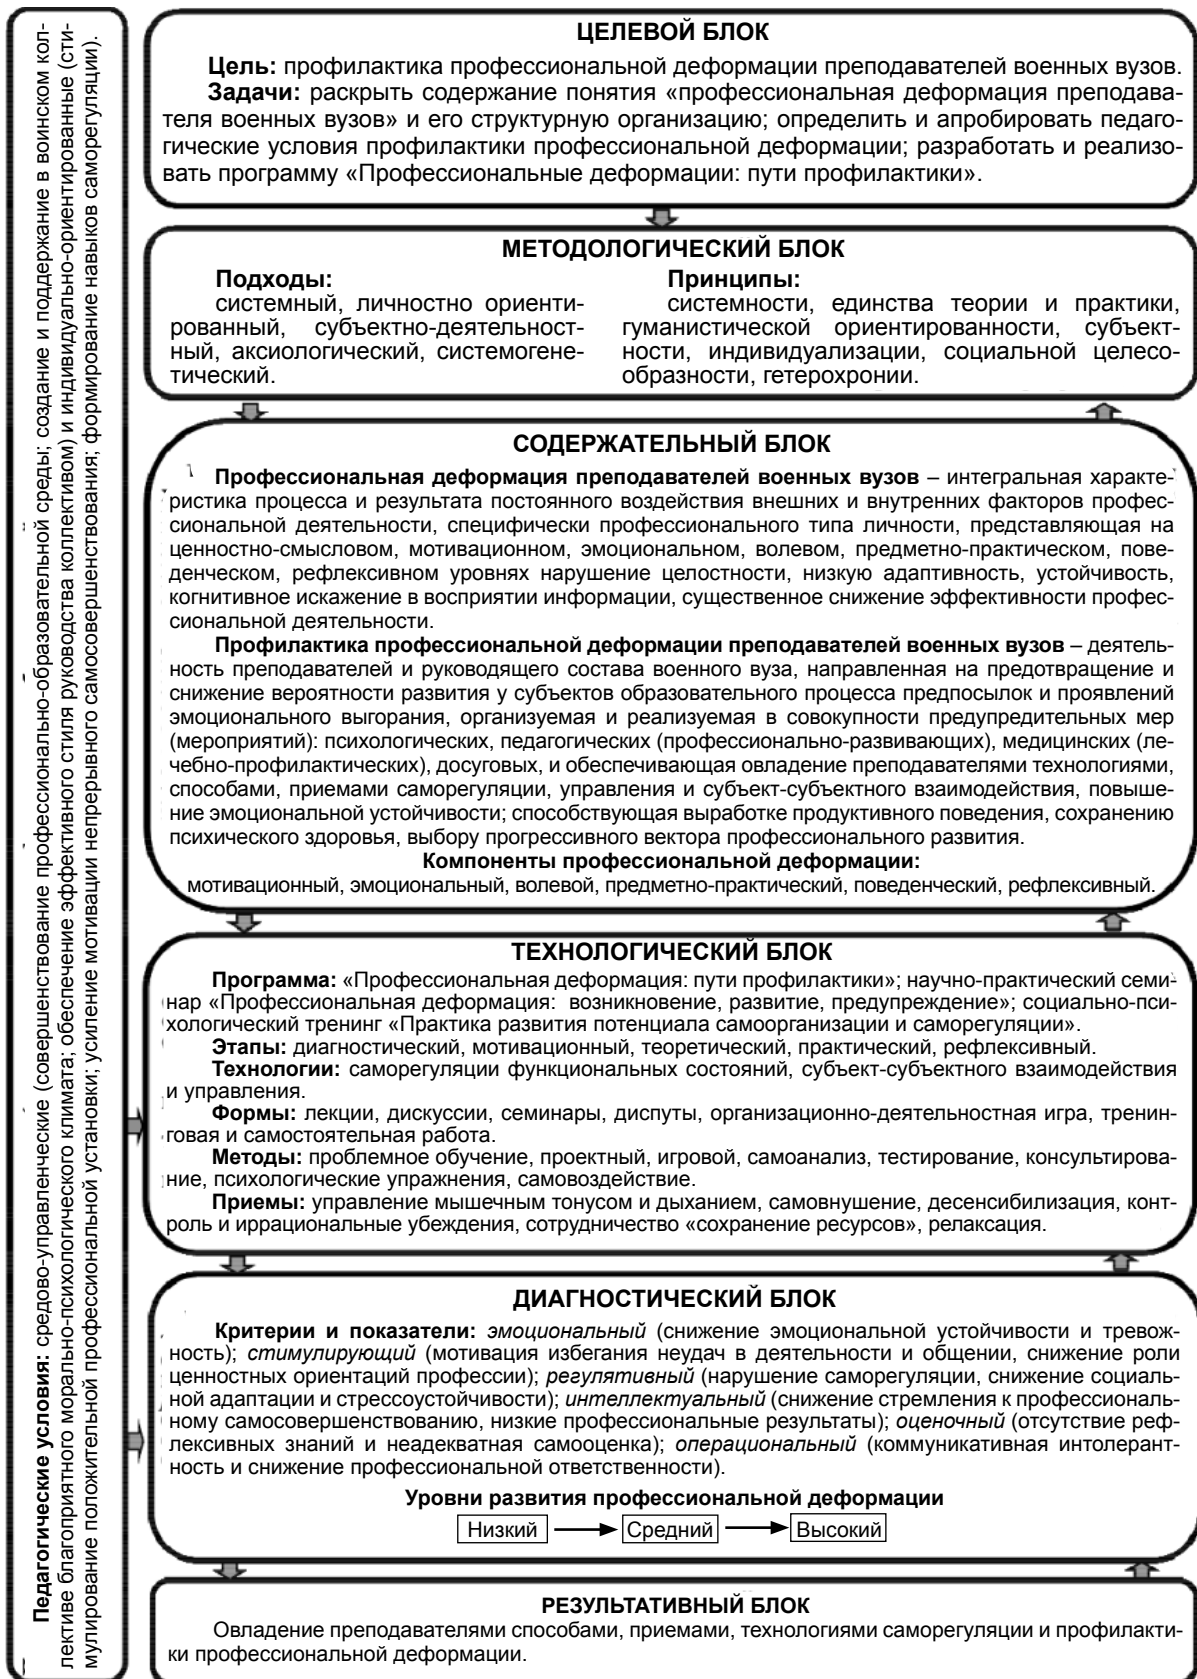 Педагогические условия: средово-управленческие (совершенствование профессионально-образовательной среды; создание и поддержание в воинском кол-
лективе благоприятного морально-психологического климата; обеспечение эффективного стиля руководства коллективом) и индивидуально-ориентированные (сти-
мулирование положительной профессиональной установки; усиление мотивации непрерывного самосовершенствования; формирование навыков саморегуляции).
ЦЕЛЕВОЙ БЛОК
Цель: профилактика профессиональной деформации преподавателей военных вузов.
Задачи: раскрыть содержание понятия «профессиональная деформация преподава-
теля военных вузов» и его структурную организацию; определить и апробировать педаго-
гические условия профилактики профессиональной деформации; разработать и реализо-
вать программу «Профессиональные деформации: пути профилактики».
МЕТОДОЛОГИЧЕСКИЙ БЛОК
Подходы:
системный, личностно ориенти-
рованный, субъектно-деятельност-
ный, аксиологический, системогене-
тический.
Принципы:
системности, единства теории и практики,
гуманистической ориентированности, субъект-
ности, индивидуализации, социальной целесо-
образности, гетерохронии.
СОДЕРЖАТЕЛЬНЫЙ БЛОК
Профессиональная деформация преподавателей военных вузов – интегральная характе-
ристика процесса и результата постоянного воздействия внешних и внутренних факторов профес-
сиональной деятельности, специфически профессионального типа личности, представляющая на
ценностно-смысловом, мотивационном, эмоциональном, волевом, предметно-практическом, пове-
денческом, рефлексивном уровнях нарушение целостности, низкую адаптивность, устойчивость,
когнитивное искажение в восприятии информации, существенное снижение эффективности профес-
сиональной деятельности.
Профилактика профессиональной деформации преподавателей военных вузов – деятель-
ность преподавателей и руководящего состава военного вуза, направленная на предотвращение и
снижение вероятности развития у субъектов образовательного процесса предпосылок и проявлений
эмоционального выгорания, организуемая и реализуемая в совокупности предупредительных мер
(мероприятий): психологических, педагогических (профессионально-развивающих), медицинских (ле-
чебно-профилактических), досуговых, и обеспечивающая овладение преподавателями технологиями,
способами, приемами саморегуляции, управления и субъект-субъектного взаимодействия, повыше-
ние эмоциональной устойчивости; способствующая выработке продуктивного поведения, сохранению
психического здоровья, выбору прогрессивного вектора профессионального развития.
Компоненты профессиональной деформации:
мотивационный, эмоциональный, волевой, предметно-практический, поведенческий, рефлексивный.
ТЕХНОЛОГИЧЕСКИЙ БЛОК
Программа: «Профессиональная деформация: пути профилактики»; научно-практический семи-
нар «Профессиональная деформация: возникновение, развитие, предупреждение»; социально-пси-
хологический тренинг «Практика развития потенциала самоорганизации и саморегуляции».
Этапы: диагностический, мотивационный, теоретический, практический, рефлексивный.
Технологии: саморегуляции функциональных состояний, субъект-субъектного взаимодействия
и управления.
Формы: лекции, дискуссии, семинары, диспуты, организационно-деятельностная игра, тренин-
говая и самостоятельная работа.
Методы: проблемное обучение, проектный, игровой, самоанализ, тестирование, консультирова-
ние, психологические упражнения, самовоздействие.
Приемы: управление мышечным тонусом и дыханием, самовнушение, десенсибилизация, конт-
роль и иррациональные убеждения, сотрудничество «сохранение ресурсов», релаксация.
ДИАГНОСТИЧЕСКИЙ БЛОК
Критерии и показатели: эмоциональный (снижение эмоциональной устойчивости и тревож-
ность); стимулирующий (мотивация избегания неудач в деятельности и общении, снижение роли
ценностных ориентаций профессии); регулятивный (нарушение саморегуляции, снижение социаль-
ной адаптации и стрессоустойчивости); интеллектуальный (снижение стремления к профессиональ-
ному самосовершенствованию, низкие профессиональные результаты); оценочный (отсутствие реф-
лексивных знаний и неадекватная самооценка); операциональный (коммуникативная интолерант-
ность и снижение профессиональной ответственности).
Уровни развития профессиональной деформации
Низкий Средний Высокий
РЕЗУЛЬТАТИВНЫЙ БЛОК
Овладение преподавателями способами, приемами, технологиями саморегуляции и профилакти-
ки профессиональной деформации.